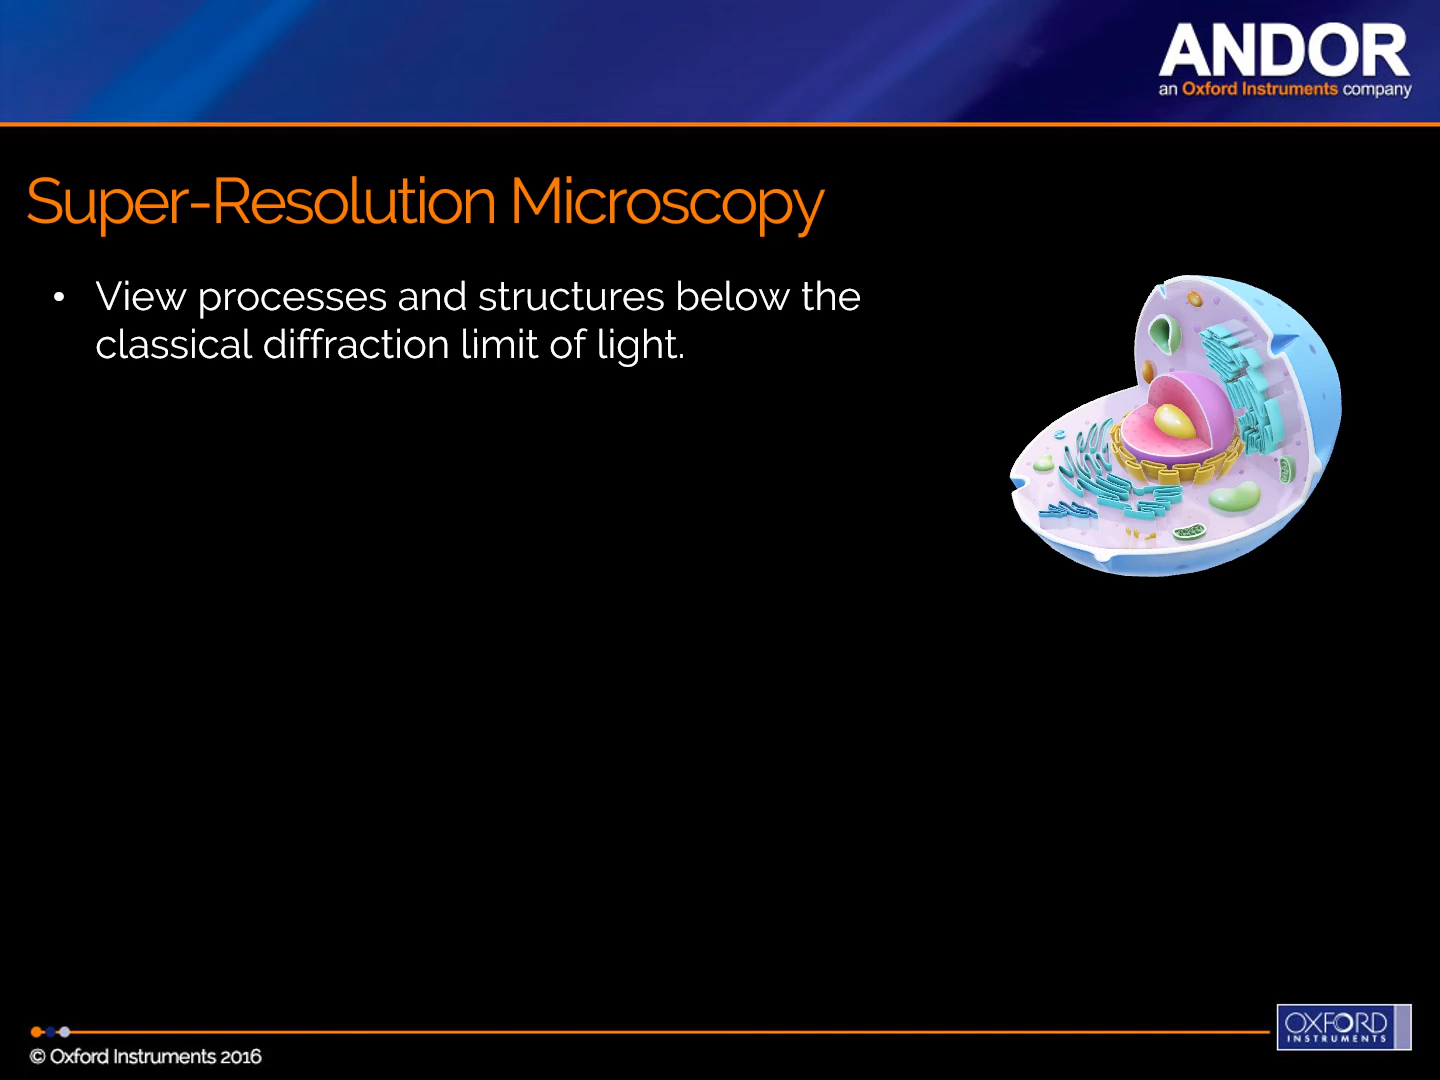 ANDOR
an Oxford Instruments company
Super-Resolution Microscopy
• View processes and structures below the
classical diffraction limit of light.
OXFORD
INSTRUMENTS
© Oxford Instruments 2016